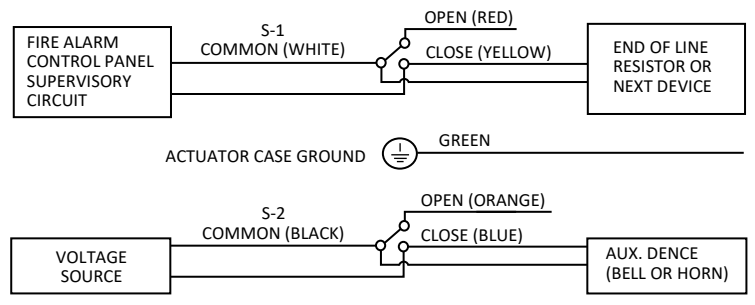 S-1
OPEN (RED)
FIRE ALARM
CONTROL PANEL
SUPERVISORY
CIRCUIT
COMMON (WHITE)
CLOSE (YELLOW)
END OF LINE
RESISTOR OR
NEXT DEVICE
ACTUATOR CASE GROUND
GREEN
S-2
OPEN (ORANGE)
COMMON (BLACK)
CLOSE (BLUE)
VOLTAGE
SOURCE
AUX. DENCE
(BELL OR HORN)